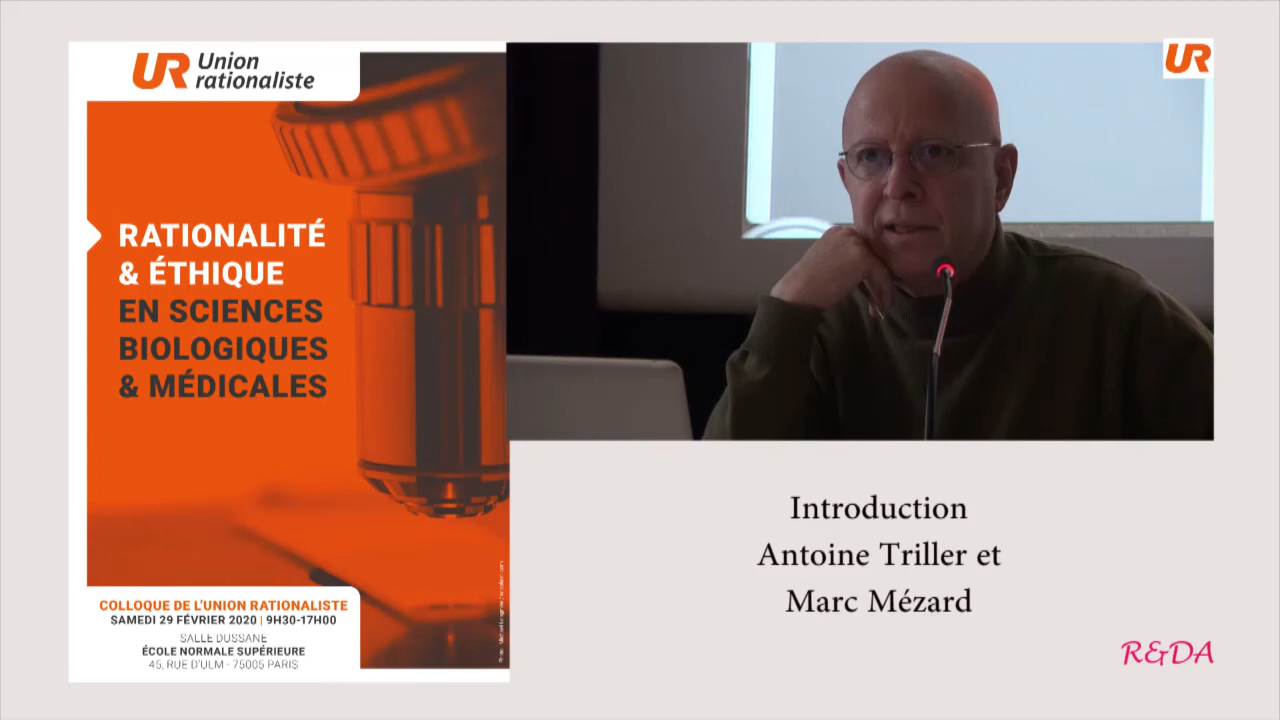 UR Union
rationaliste
RATIONALITÉ
& ÉTHIQUE
EN SCIENCES
BIOLOGIQUES
& MÉDICALES
COLLOQUE DE L'UNION RATIONALISTE
SAMEDI 29 FÉVRIER 2020 | 9H30-17H00
SALLE DUSSANE
ÉCOLE NORMALE SUPÉRIEURE
45, RUE D'ULM - 75005 PARIS
UR
Introduction
Antoine Triller et
Marc Mézard
R&DA